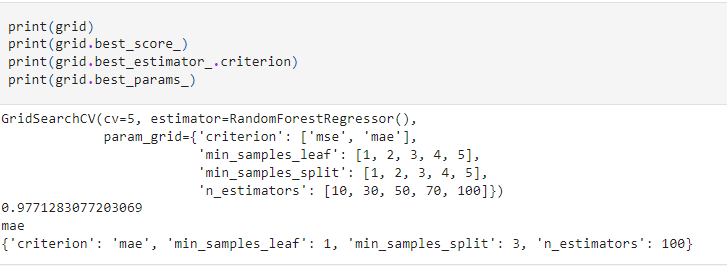 print(grid)
print(grid.best_score_)
print(grid.best_estimator_.criterion)
print(grid.best_params_)
GridSearchCV(cv=5, estimator=RandomForestRegressor(),
             param_grid={'criterion': ['mse', 'mae'],
                         'min_samples_leaf': [1, 2, 3, 4, 5],
                         'min_samples_split': [1, 2, 3, 4, 5],
                         'n_estimators': [10, 30, 50, 70, 100]})
0.9771283077203069
mae
{'criterion': 'mae', 'min_samples_leaf': 1, 'min_samples_split': 3, 'n_estimators': 100}